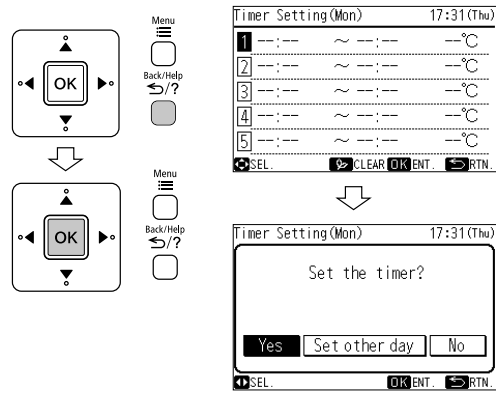 Menu
Back/Help
⮌/?
OK
Timer Setting(Mon) 17:31(Thu)
1 --:-- ~ --:-- --℃
2 --:-- ~ --:-- --℃
3 --:-- ~ --:-- --℃
4 --:-- ~ --:-- --℃
5 --:-- ~ --:-- --℃
SEL. CLEAR OK ENT. RTN.
Menu
Back/Help
⮌/?
OK
Timer Setting(Mon) 17:31(Thu)
Set the timer?
Yes Set other day No
SEL. OK ENT. RTN.